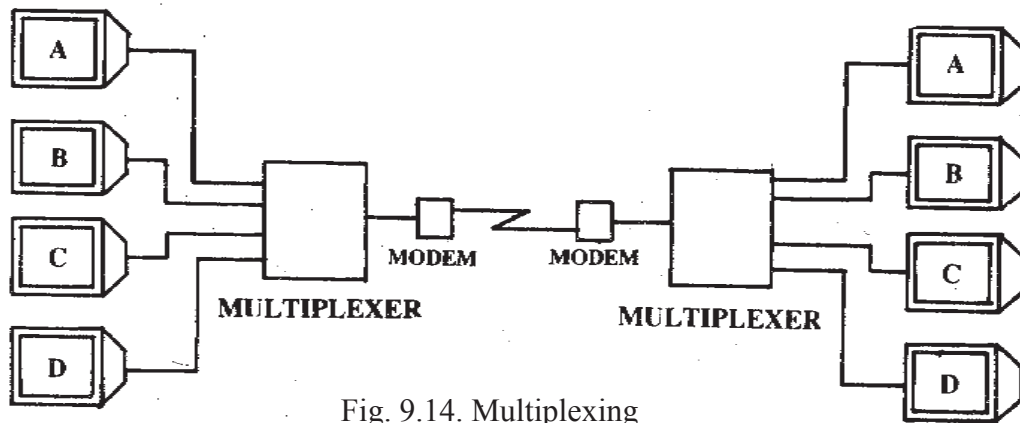 A
A
B
B
C
C
MODEM
MODEM
MULTIPLEXER
MULTIPLEXER
D
D
Fig. 9.14. Multiplexing